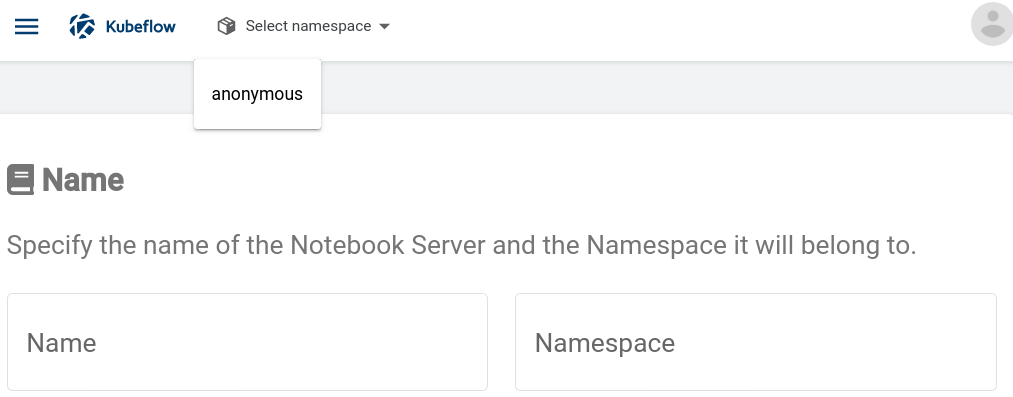 Kubeflow
Select namespace
anonymous
Name
Specify the name of the Notebook Server and the Namespace it will belong to.
Name
Namespace